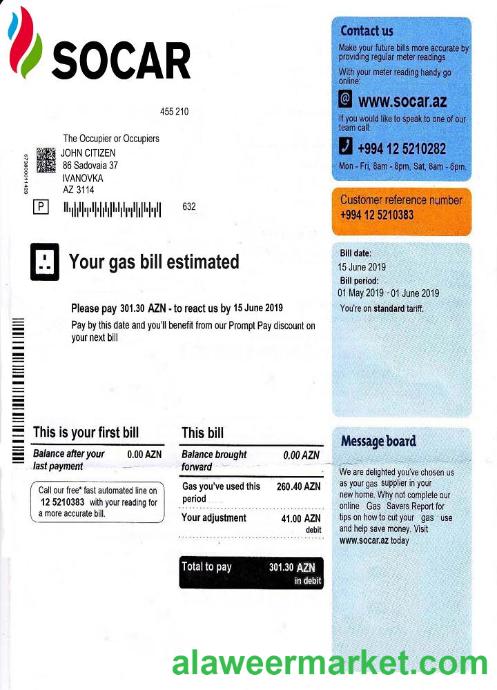 SOCAR
455 210
The Occupier or Occupiers
JOHN CITIZEN
86 Sadovaia 37
IVANOVKA
AZ 3114
P
632
Your gas bill estimated
Please pay 301.30 AZN - to react us by 15 June 2019
Pay by this date and you'll benefit from our Prompt Pay discount on
your next bill
This is your first bill
Balance after your 0.00 AZN
last payment
Call our free* fast automated line on
12 5210383 with your reading for
a more accurate bill.
This bill
Balance brought 0.00 AZN
forward
Gas you've used this 260.40 AZN
period
Your adjustment 41.00 AZN
debit
Total to pay 301.30 AZN
in debit
Contact us
Make your future bills more accurate by
providing regular meter readings
With your meter reading handy go
online:
@ www.socar.az
If you would like to speak to one of our
team call:
+994 12 5210282
Mon - Fri, 8am - 8pm, Sat, 8am - 6pm.
Customer reference number
+994 12 5210383
Bill date:
15 June 2019
Bill period:
01 May 2019 - 01 June 2019
You're on standard tariff.
Message board
We are delighted you've chosen us
as your gas supplier in your
new home. Why not complete our
online Gas Savers Report for
tips on how to cut your gas use
and help save money. Visit
www.socar.az today
alaweermarket.com